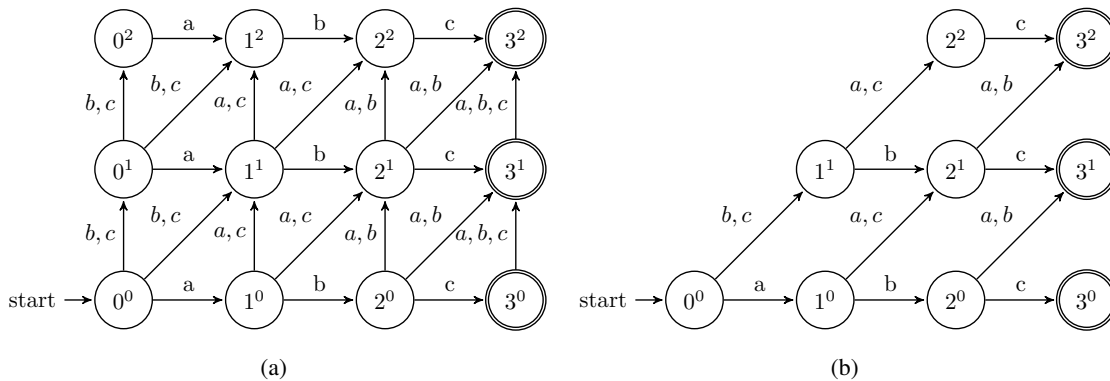 a b c c
0² 1² 2² 3² 2² 3²
b, c b, c a, c a, c a, b a, b a, b, c a, c a, b
a b c b c
0¹ 1¹ 2¹ 3¹ 1¹ 2¹ 3¹
b, c b, c a, c a, c a, b a, b a, b, c b, c a, c a, b
a b c a b c
start 0⁰ 1⁰ 2⁰ 3⁰ start 0⁰ 1⁰ 2⁰ 3⁰
(a) (b)